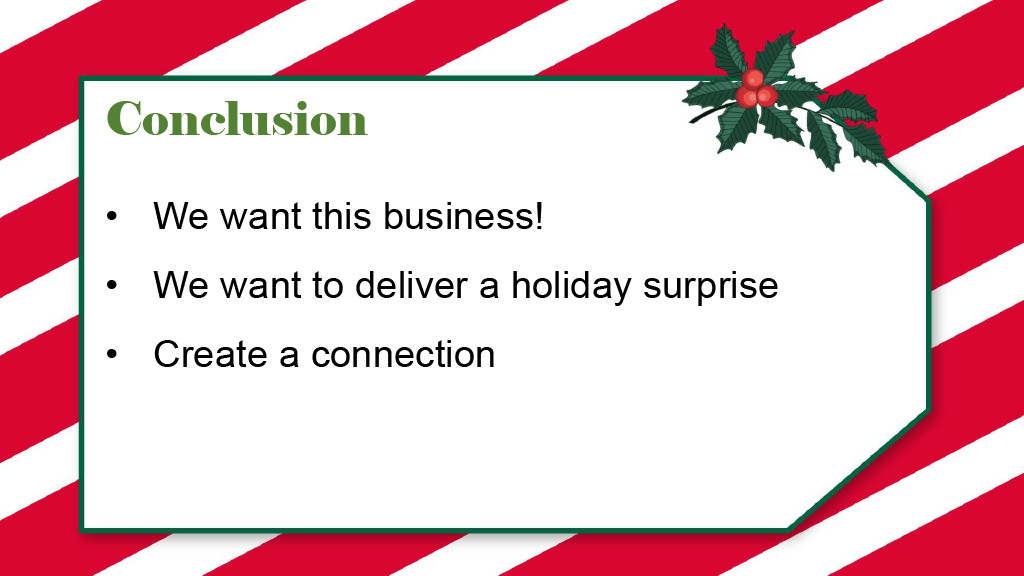 Conclusion
• We want this business!
• We want to deliver a holiday surprise
• Create a connection